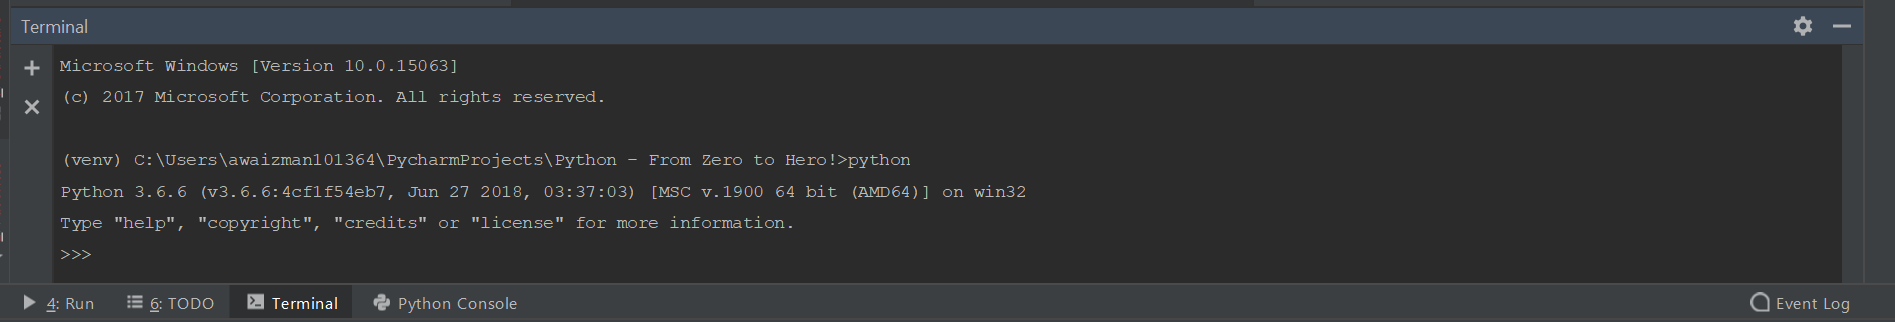 Terminal
Microsoft Windows [Version 10.0.15063]
(c) 2017 Microsoft Corporation. All rights reserved.
(venv) C:\Users\awaizman101364\PycharmProjects\Python - From Zero to Hero!>python
Python 3.6.6 (v3.6.6:4cf1f54eb7, Jun 27 2018, 03:37:03) [MSC v.1900 64 bit (AMD64)] on win32
Type "help", "copyright", "credits" or "license" for more information.
>>>
4: Run 6: TODO Terminal Python Console Event Log